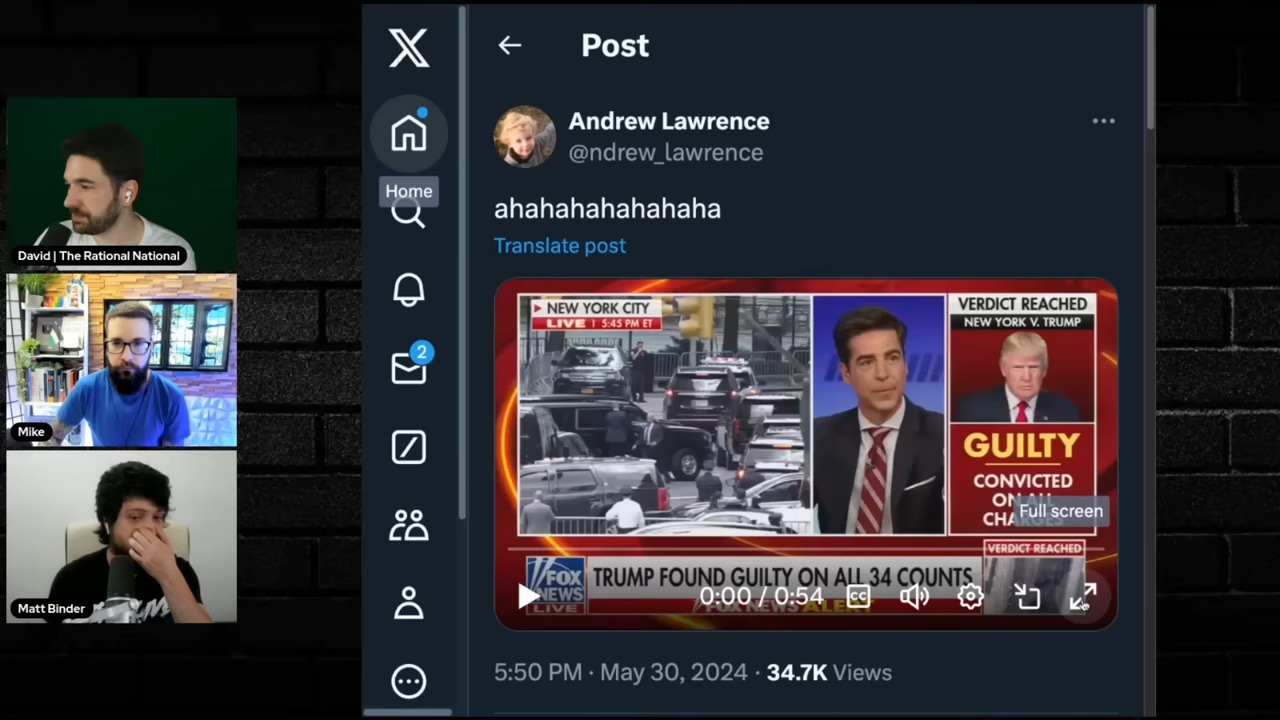 Post
Andrew Lawrence
@ndrew_lawrence
Home
ahahahahahahaha
Translate post
2
NEW YORK CITY
LIVE | 5:45 PM ET
VERDICT REACHED
NEW YORK V. TRUMP
GUILTY
CONVICTED
ON ALL
Full screen
VERDICT REACHED
FOX
NEWS
LIVE
TRUMP FOUND GUILTY ON ALL 34 COUNTS
FOX NEWS ALERT
0:00 / 0:54
CC
5:50 PM · May 30, 2024 · 34.7K Views
David | The Rational National
Mike
Matt Binder